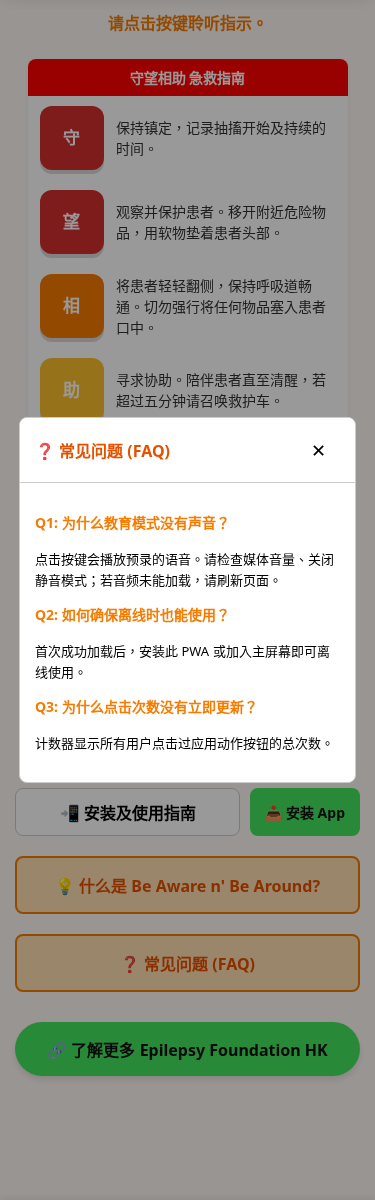 请点击按键聆听指示。
守望相助 急救指南
守
保持镇定，记录抽搐开始及持续的
时间。
望
观察并保护患者。移开附近危险物
品，用软物垫着患者头部。
相
将患者轻轻翻侧，保持呼吸道畅
通。切勿强行将任何物品塞入患者
口中。
助
寻求协助。陪伴患者直至清醒，若
超过五分钟请召唤救护车。
❓ 常见问题 (FAQ)
✕
Q1: 为什么教育模式没有声音？
点击按键会播放预录的语音。请检查媒体音量、关闭
静音模式；若音频未能加载，请刷新页面。
Q2: 如何确保离线时也能使用？
首次成功加载后，安装此 PWA 或加入主屏幕即可离
线使用。
Q3: 为什么点击次数没有立即更新？
计数器显示所有用户点击过应用动作按钮的总次数。
📲 安装及使用指南
📥 安装 App
💡 什么是 Be Aware n' Be Around?
❓ 常见问题 (FAQ)
🔗 了解更多 Epilepsy Foundation HK